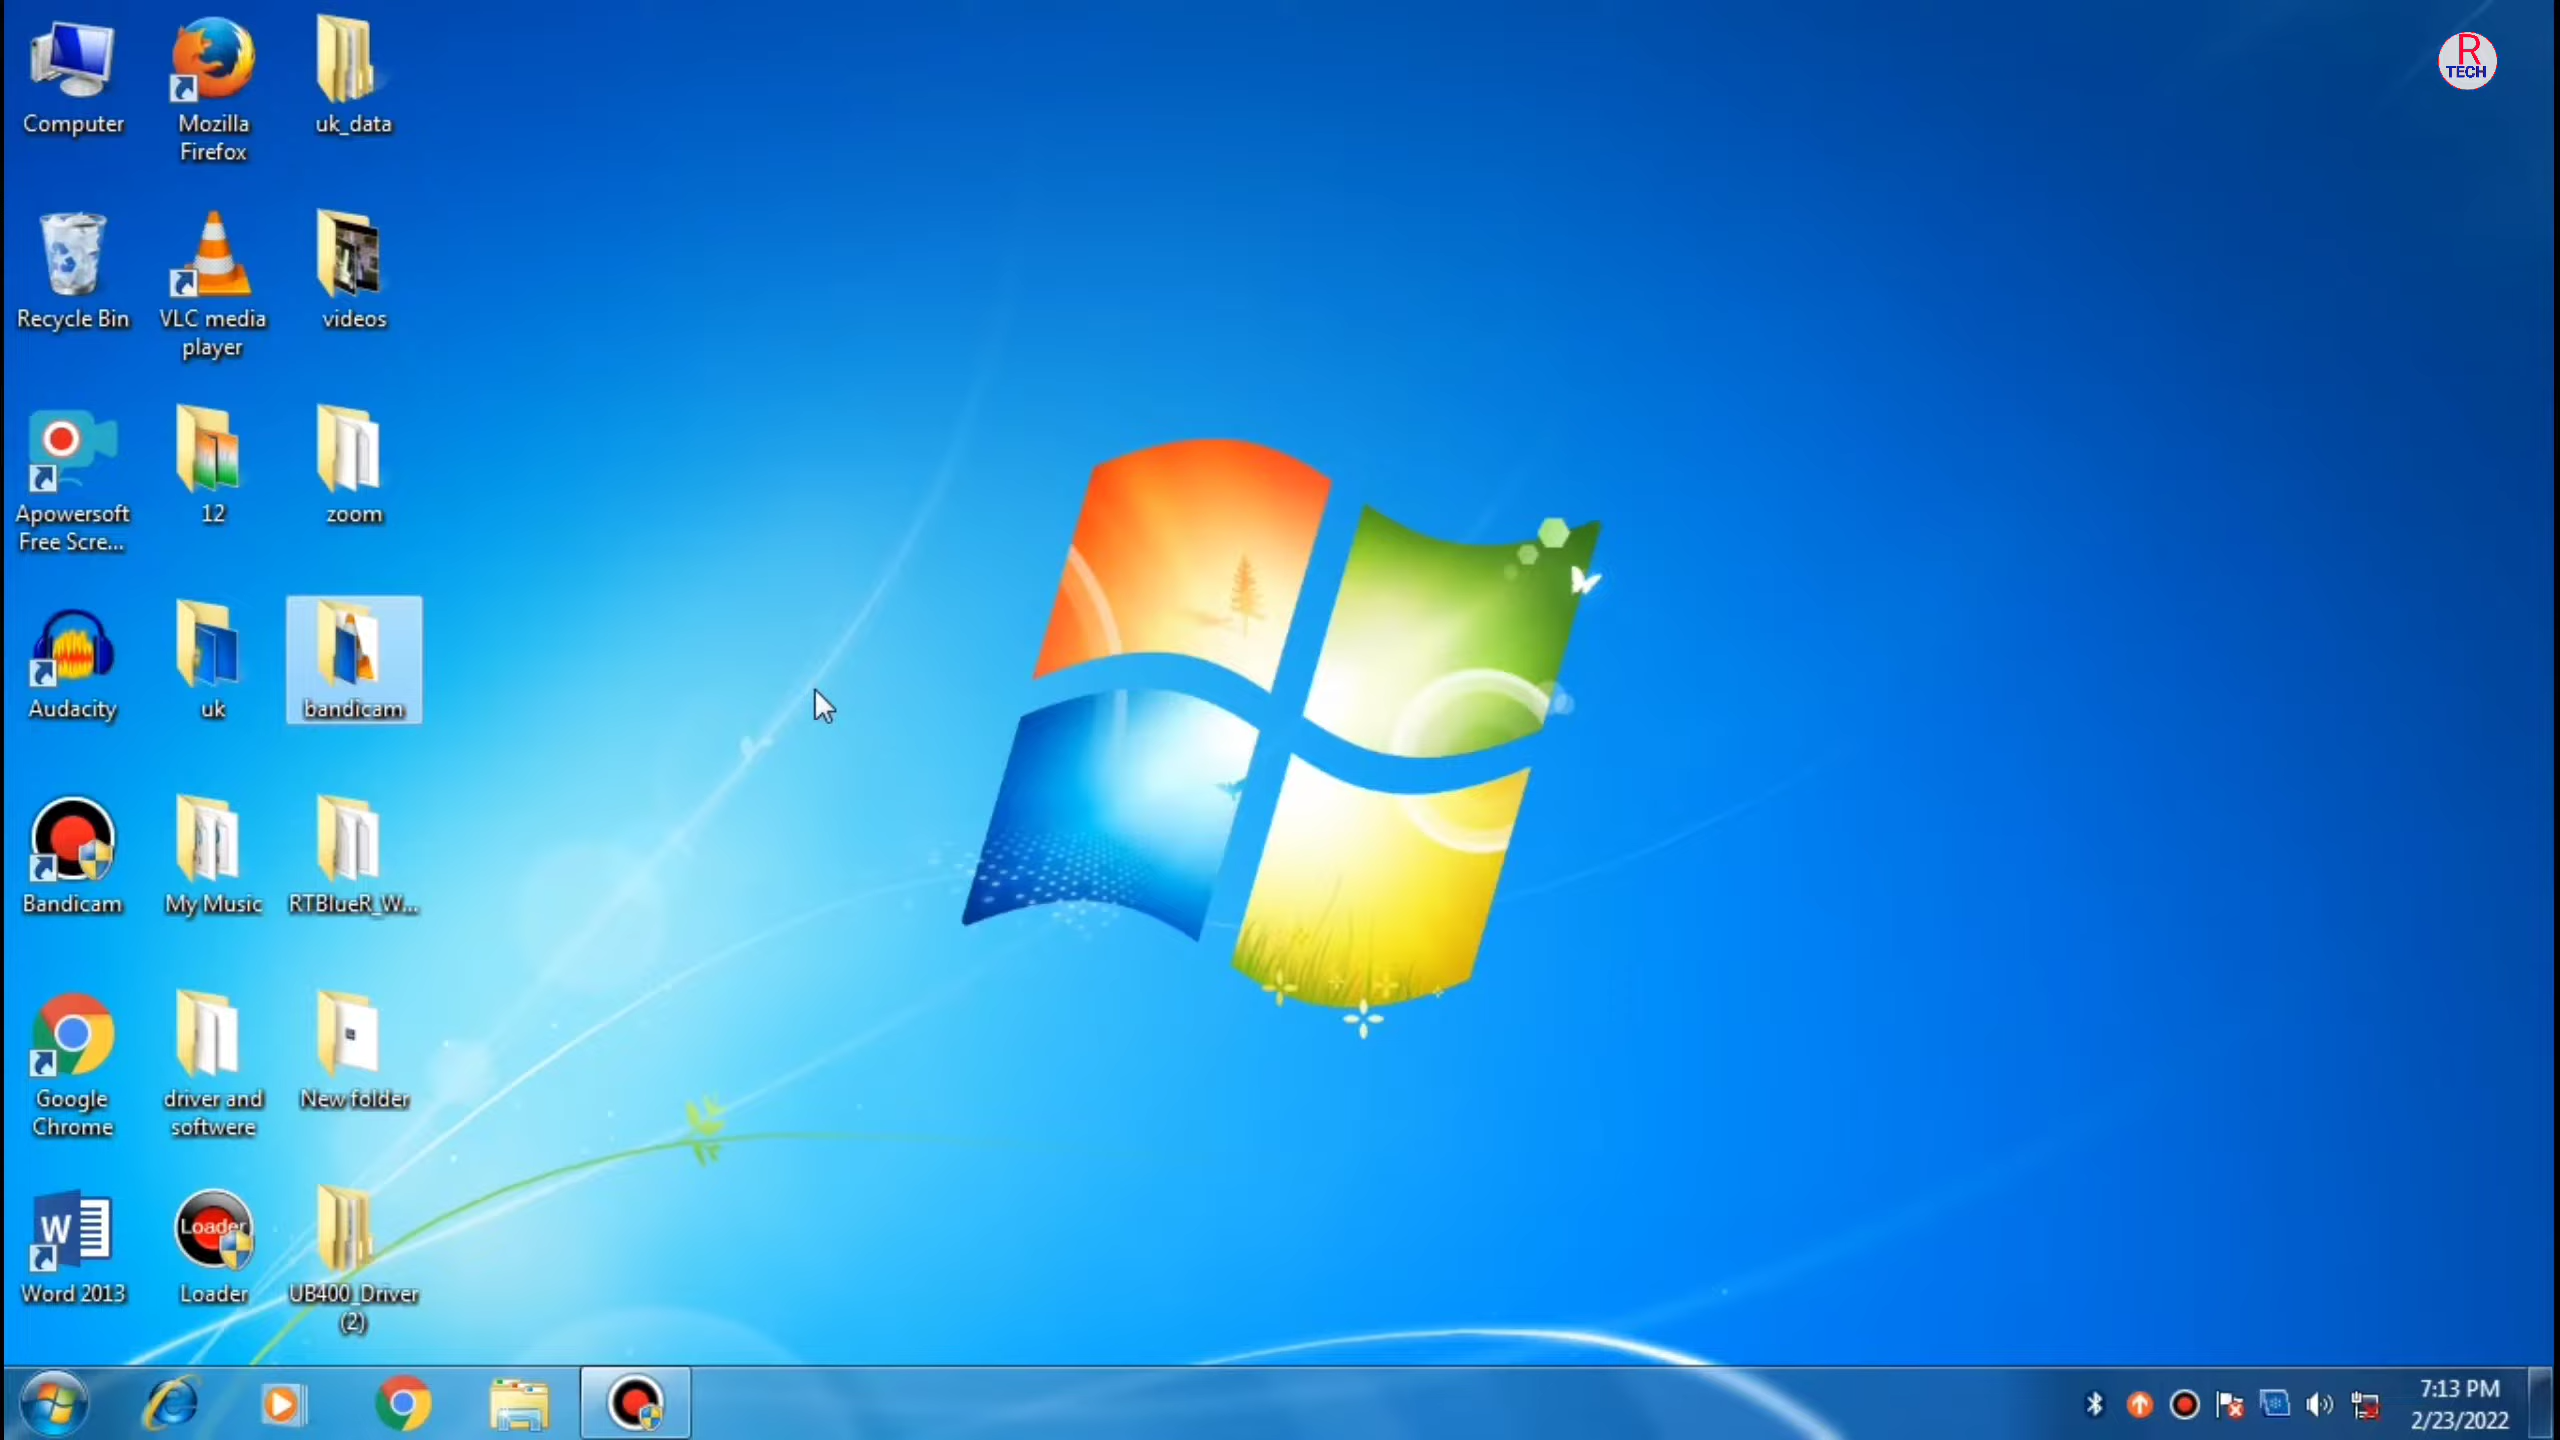 R
TECH
Computer
Mozilla
Firefox
uk_data
Recycle Bin
VLC media
player
videos
Apowersoft
Free Scre...
12
zoom
Audacity
uk
bandicam
Bandicam
My Music
RTBlueR_W...
Google
Chrome
driver and
softwere
New folder
W
Word 2013
Loader
Loader
UB400_Driver
(2)
7:13 PM
2/23/2022